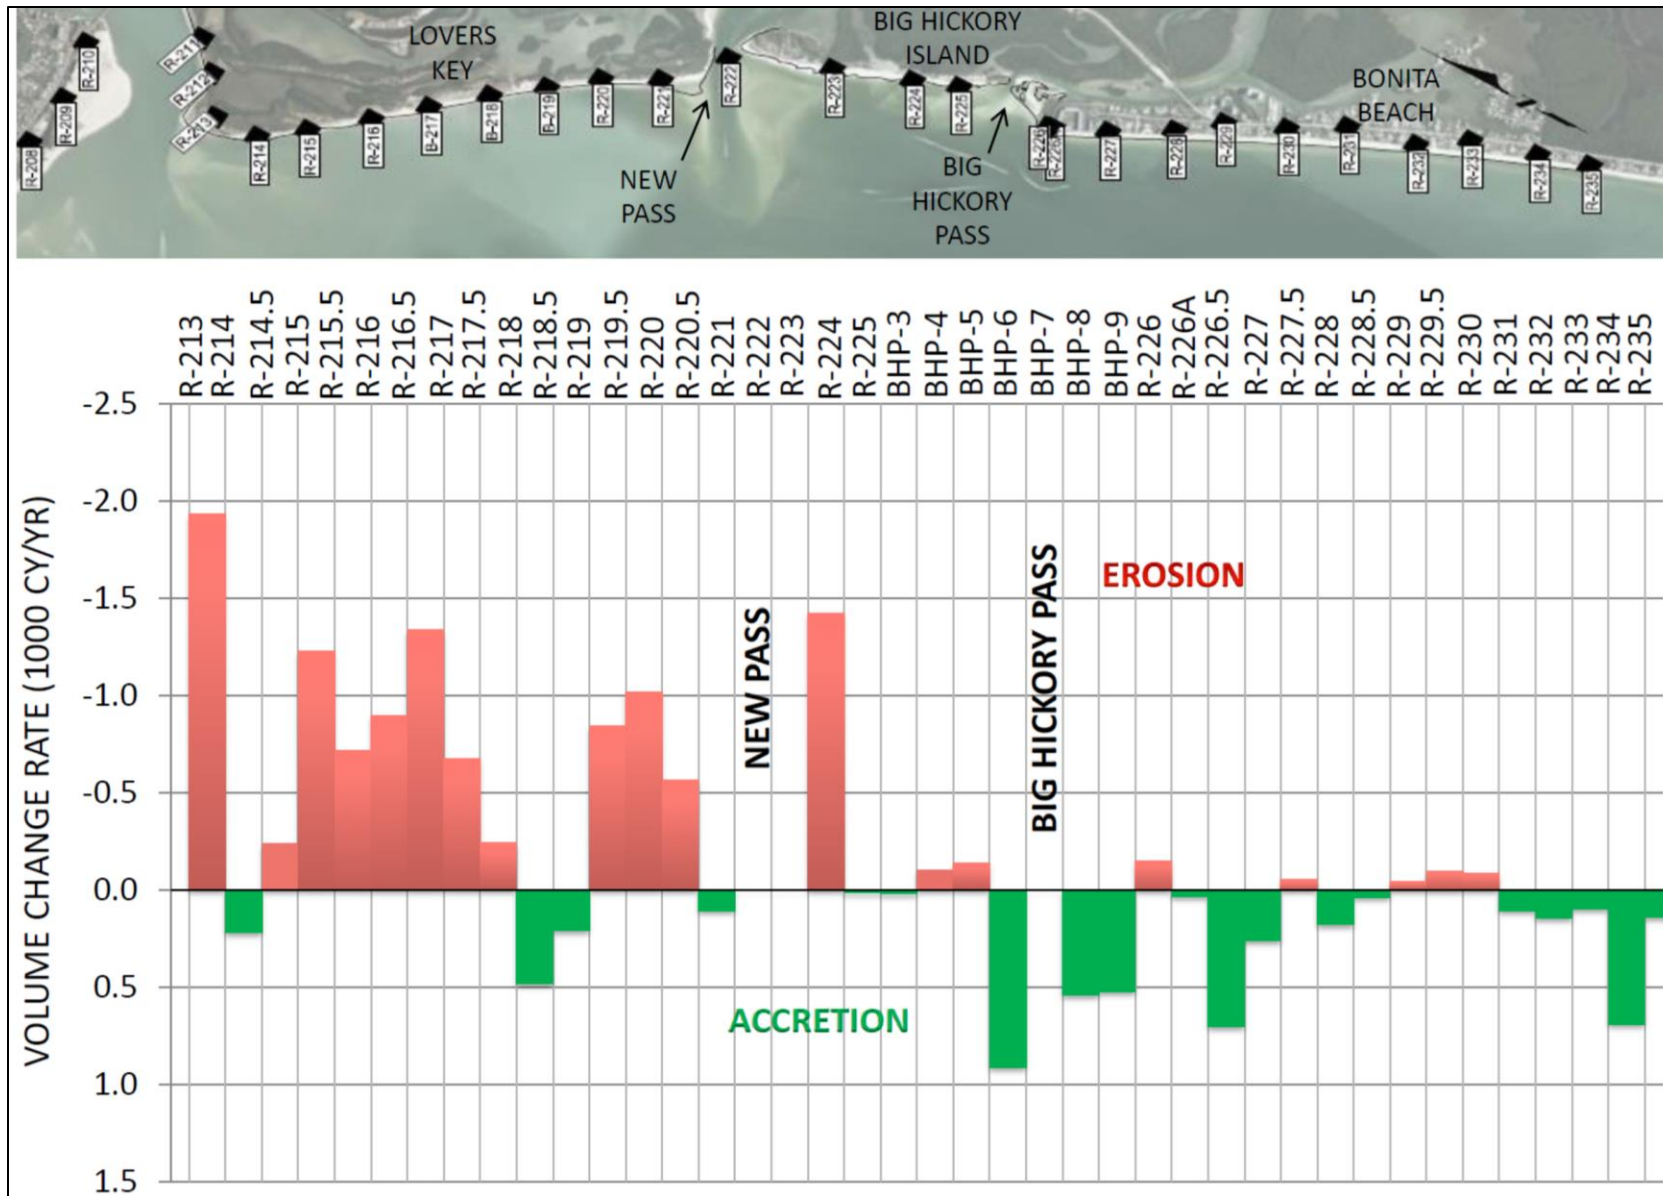 LOVERS
KEY
BIG HICKORY
ISLAND
BONITA
BEACH
NEW
PASS
BIG
HICKORY
PASS
R-208
R-209
R-210
R-211
R-212
R-213
R-214
R-215
R-216
B-217
B-218
R-219
R-220
R-221
R-222
R-223
R-224
R-225
R-226
R-226A
R-227
R-228
R-229
R-230
R-231
R-232
R-233
R-234
R-235
R-213
R-214
R-214.5
R-215
R-215.5
R-216
R-216.5
R-217
R-217.5
R-218
R-218.5
R-219
R-219.5
R-220
R-220.5
R-221
R-222
R-223
R-224
R-225
BHP-3
BHP-4
BHP-5
BHP-6
BHP-7
BHP-8
BHP-9
R-226
R-226A
R-226.5
R-227
R-227.5
R-228
R-228.5
R-229
R-229.5
R-230
R-231
R-232
R-233
R-234
R-235
VOLUME CHANGE RATE (1000 CY/YR)
-2.5
-2.0
-1.5
-1.0
-0.5
0.0
0.5
1.0
1.5
NEW PASS
BIG HICKORY PASS
EROSION
ACCRETION